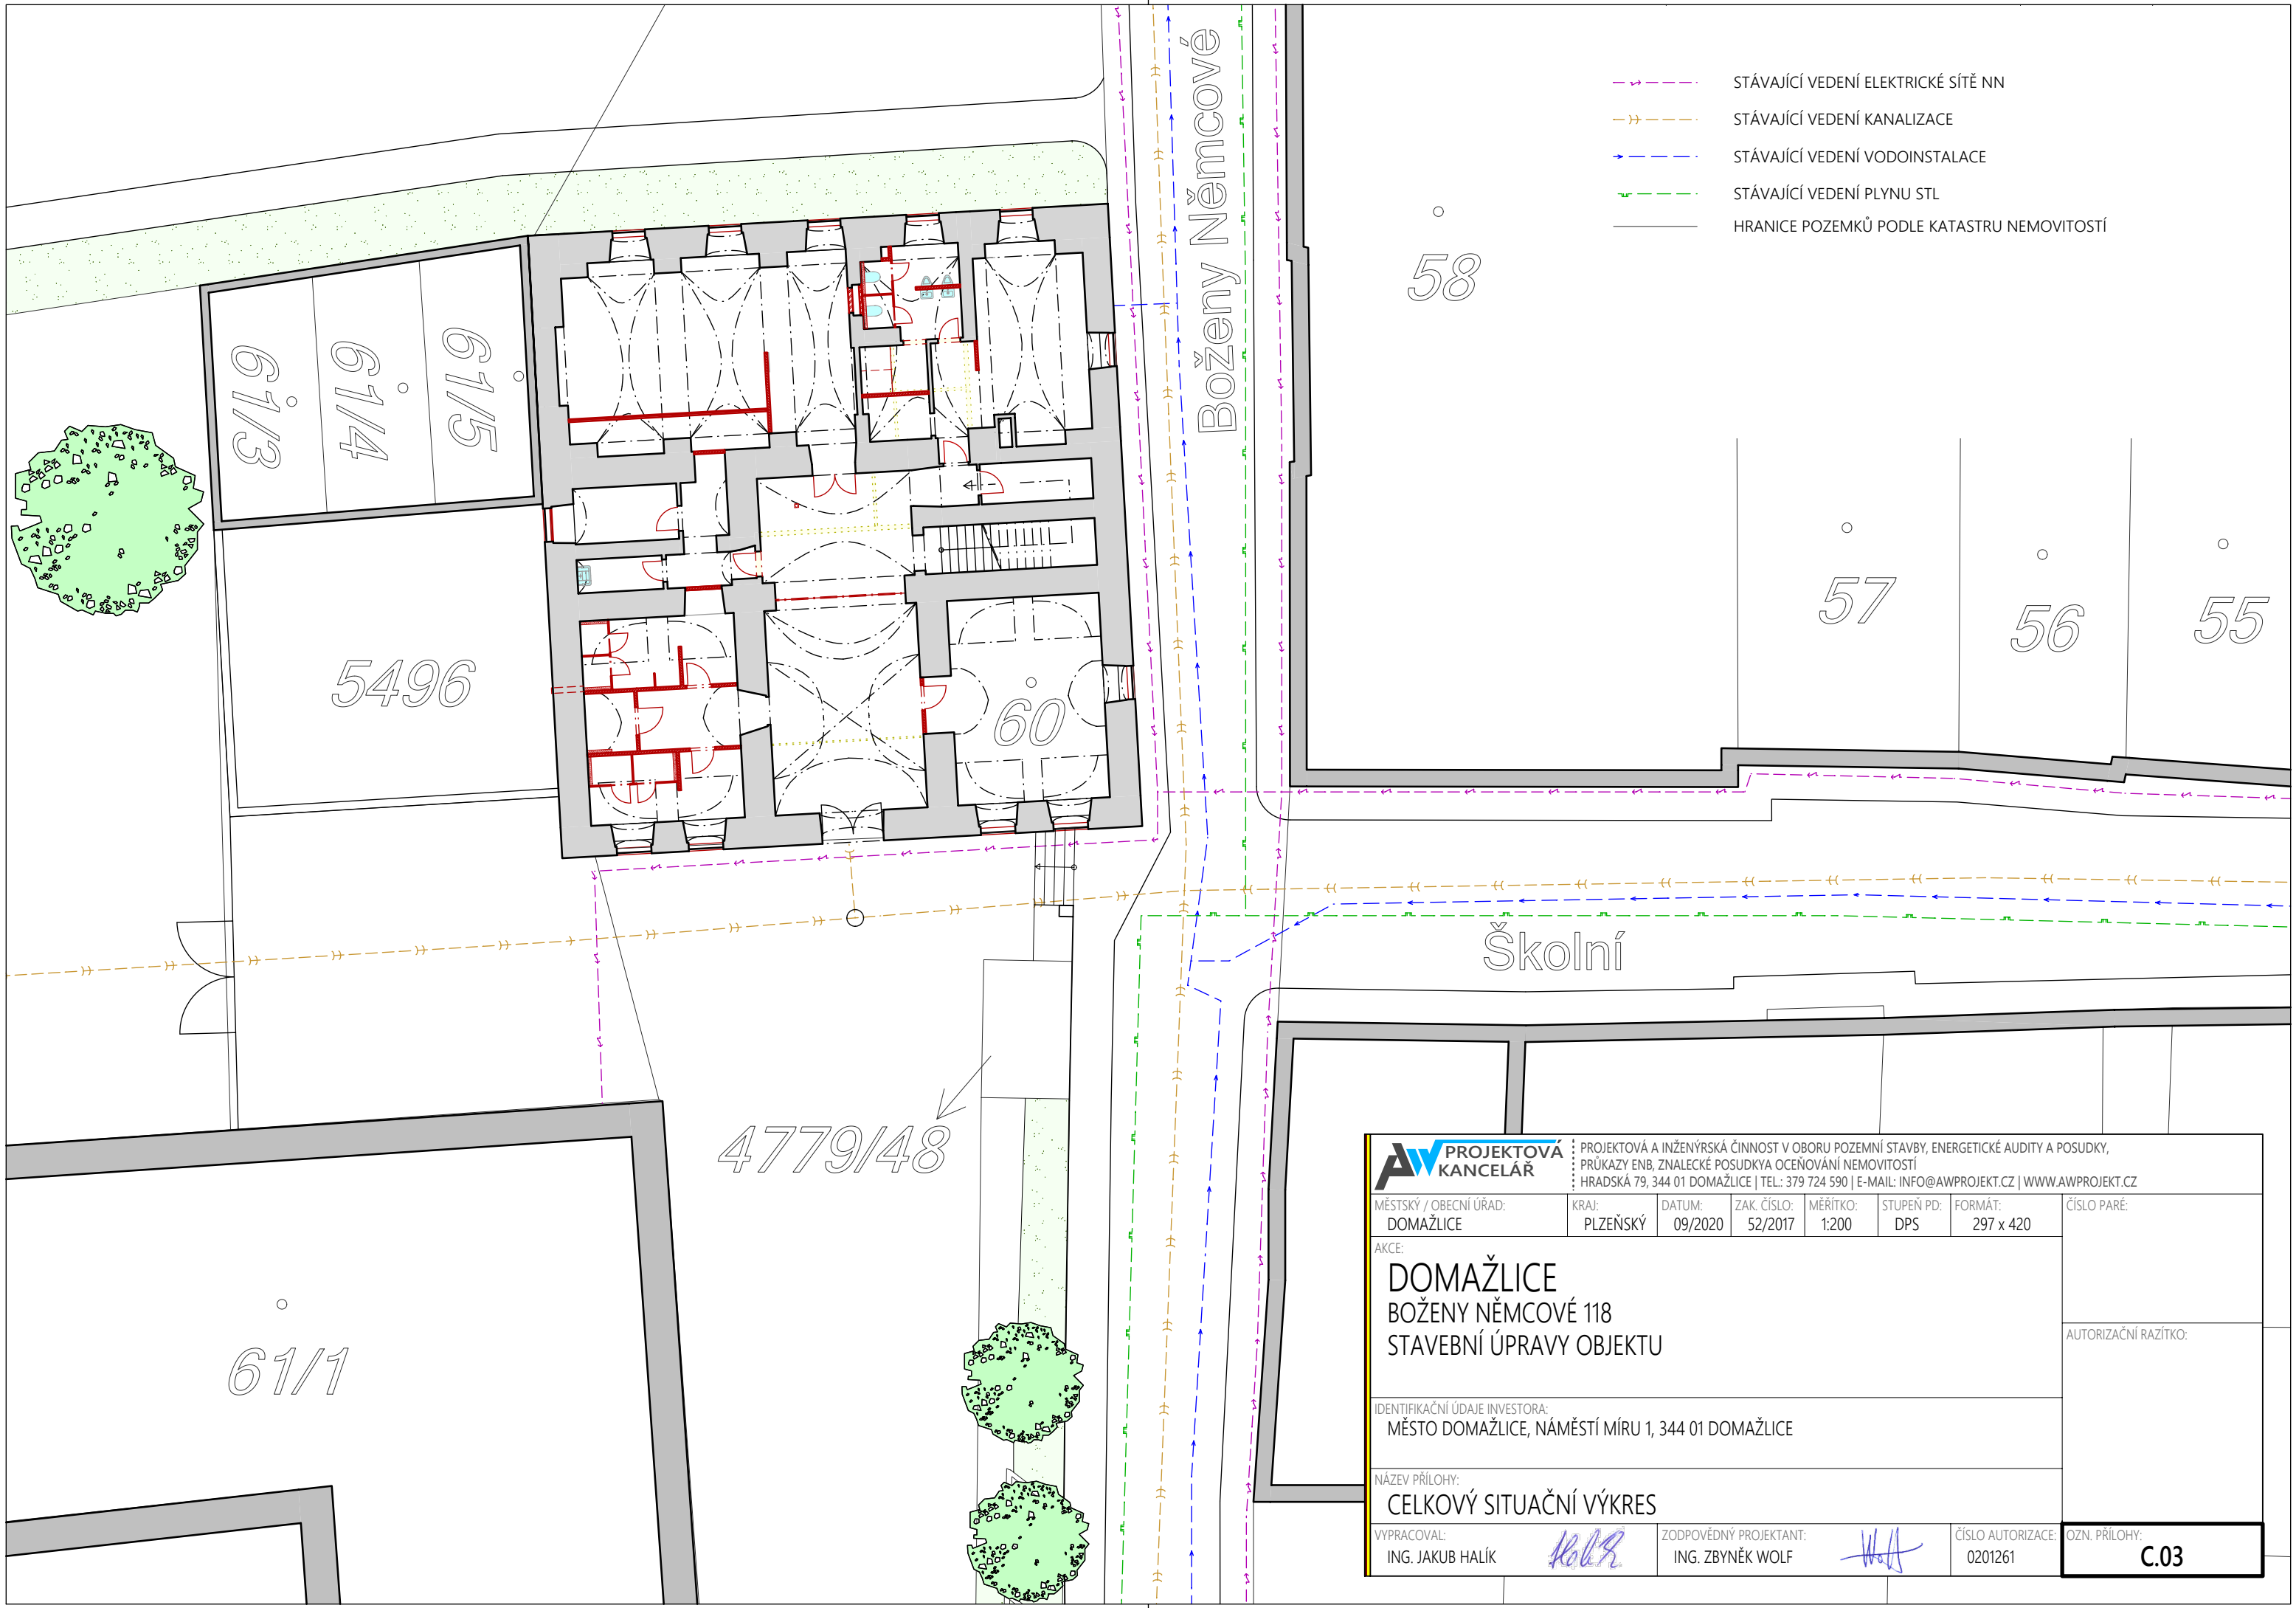 Boženy Němcové
STÁVAJÍCÍ VEDENÍ ELEKTRICKÉ SÍTĚ NN
STÁVAJÍCÍ VEDENÍ KANALIZACE
STÁVAJÍCÍ VEDENÍ VODOINSTALACE
STÁVAJÍCÍ VEDENÍ PLYNU STL
HRANICE POZEMKŮ PODLE KATASTRU NEMOVITOSTÍ
58
61/3
61/4
61/5
57
56
55
5496
60
Školní
4779/48
61/1
AW PROJEKTOVÁ
KANCELÁŘ
PROJEKTOVÁ A INŽENÝRSKÁ ČINNOST V OBORU POZEMNÍ STAVBY, ENERGETICKÉ AUDITY A POSUDKY,
PRŮKAZY ENB, ZNALECKÉ POSUDKYA OCEŇOVÁNÍ NEMOVITOSTÍ
HRADSKÁ 79, 344 01 DOMAŽLICE | TEL.: 379 724 590 | E-MAIL: INFO@AWPROJEKT.CZ | WWW.AWPROJEKT.CZ
MĚSTSKÝ / OBECNÍ ÚŘAD: KRAJ: DATUM: ZAK. ČÍSLO: MĚŘÍTKO: STUPEŇ PD: FORMÁT: ČÍSLO PARÉ:
DOMAŽLICE PLZEŇSKÝ 09/2020 52/2017 1:200 DPS 297 x 420
AKCE:
DOMAŽLICE
BOŽENY NĚMCOVÉ 118
STAVEBNÍ ÚPRAVY OBJEKTU
AUTORIZAČNÍ RAZÍTKO:
IDENTIFIKAČNÍ ÚDAJE INVESTORA:
MĚSTO DOMAŽLICE, NÁMĚSTÍ MÍRU 1, 344 01 DOMAŽLICE
NÁZEV PŘÍLOHY:
CELKOVÝ SITUAČNÍ VÝKRES
VYPRACOVAL: ZODPOVĚDNÝ PROJEKTANT: ČÍSLO AUTORIZACE: OZN. PŘÍLOHY:
ING. JAKUB HALÍK ING. ZBYNĚK WOLF 0201261 C.03